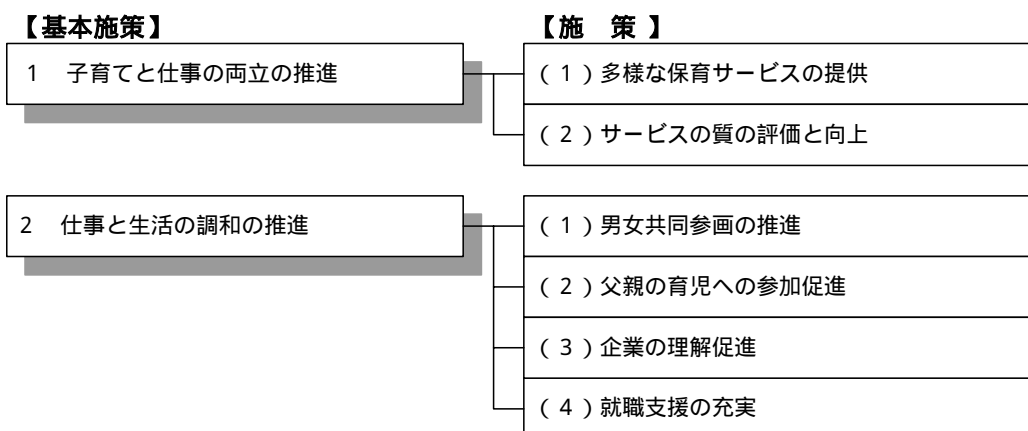 【基本施策】
【施　策】
1　子育てと仕事の両立の推進
（1）多様な保育サービスの提供
（2）サービスの質の評価と向上
2　仕事と生活の調和の推進
（1）男女共同参画の推進
（2）父親の育児への参加促進
（3）企業の理解促進
（4）就職支援の充実